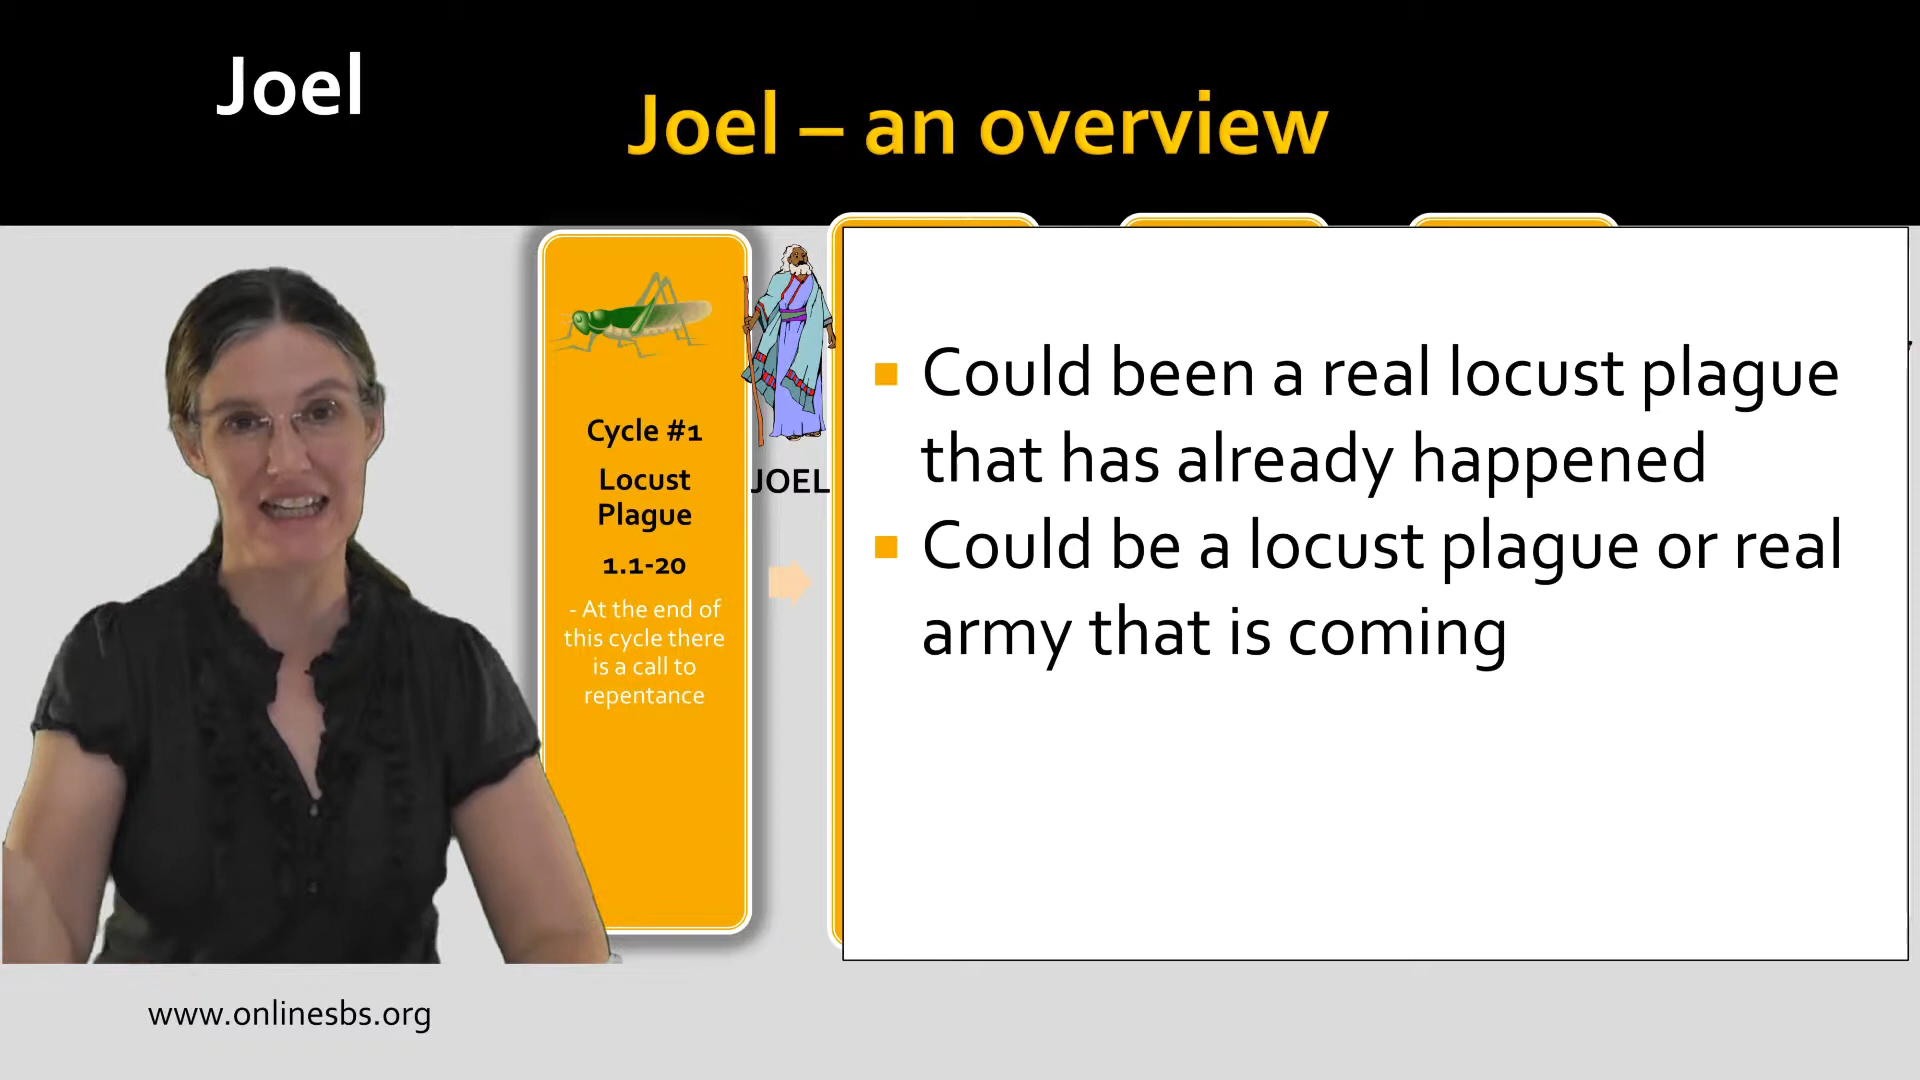 Joel
Joel – an overview
Cycle #1
Locust
Plague
1.1-20
- At the end of
this cycle there
is a call to
repentance
JOEL
Could been a real locust plague
that has already happened
Could be a locust plague or real
army that is coming
www.onlinesbs.org